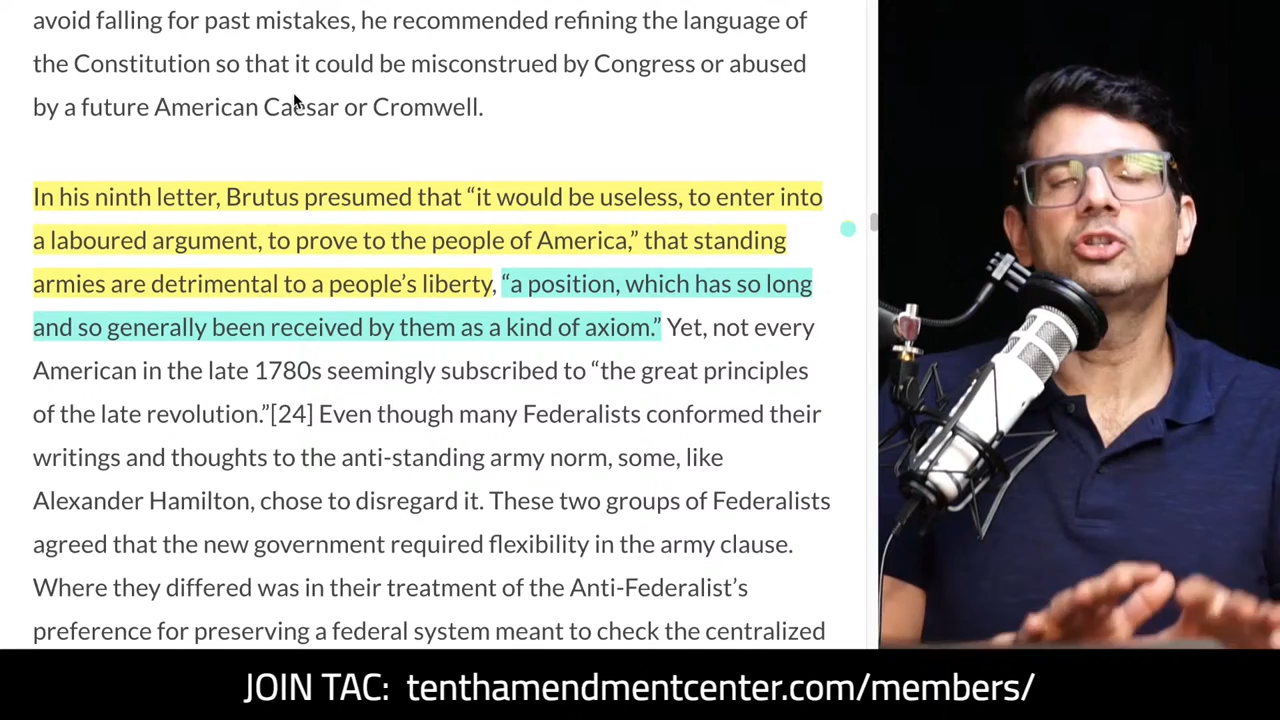 avoid falling for past mistakes, he recommended refining the language of
the Constitution so that it could be misconstrued by Congress or abused
by a future American Caesar or Cromwell.
In his ninth letter, Brutus presumed that “it would be useless, to enter into
a laboured argument, to prove to the people of America,” that standing
armies are detrimental to a people’s liberty, “a position, which has so long
and so generally been received by them as a kind of axiom.” Yet, not every
American in the late 1780s seemingly subscribed to “the great principles
of the late revolution.”[24] Even though many Federalists conformed their
writings and thoughts to the anti-standing army norm, some, like
Alexander Hamilton, chose to disregard it. These two groups of Federalists
agreed that the new government required flexibility in the army clause.
Where they differed was in their treatment of the Anti-Federalist’s
preference for preserving a federal system meant to check the centralized
JOIN TAC: tenthamendmentcenter.com/members/